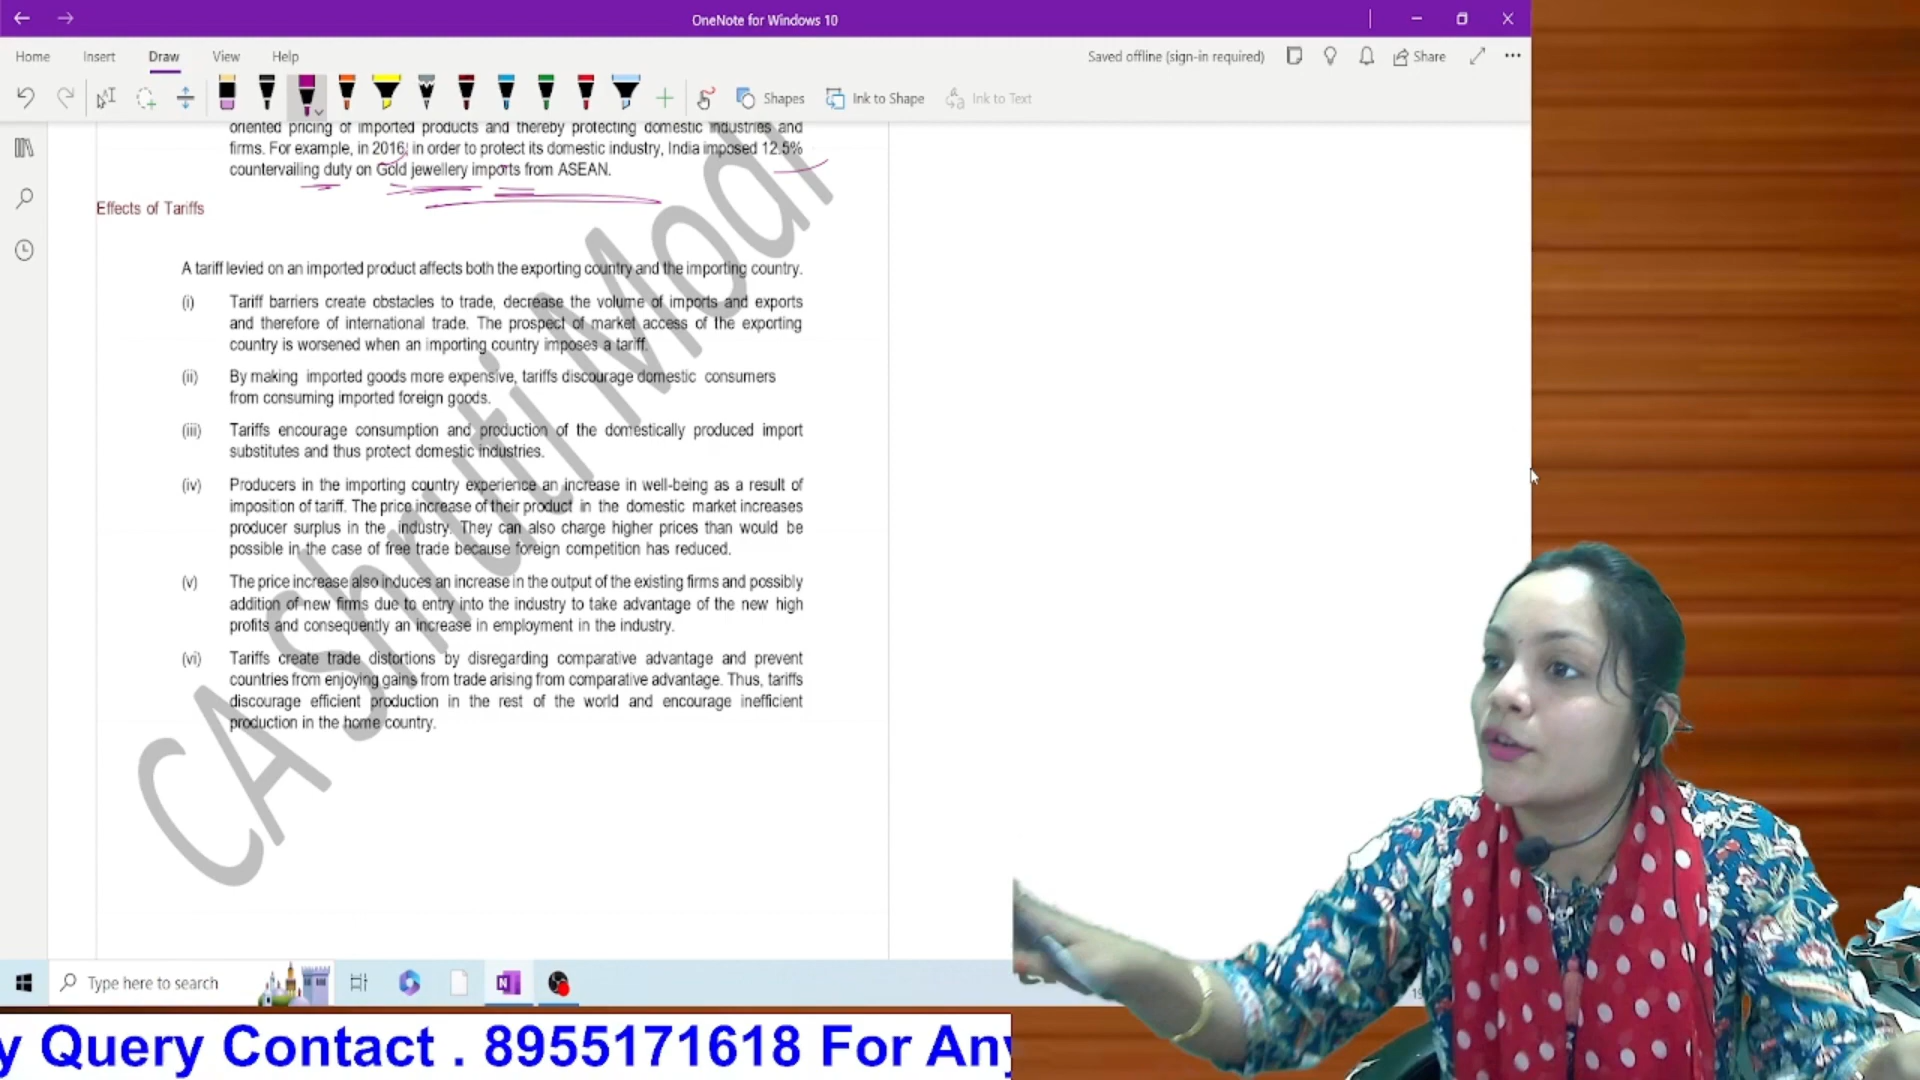 OneNote for Windows 10
Home Insert Draw View Help Saved offline (sign-in required) Share
Shapes Ink to Shape Ink to Text
oriented pricing of imported products and thereby protecting domestic industries and
firms. For example, in 2016, in order to protect its domestic industry, India imposed 12.5%
countervailing duty on Gold jewellery imports from ASEAN.
Effects of Tariffs
A tariff levied on an imported product affects both the exporting country and the importing country.
(i) Tariff barriers create obstacles to trade, decrease the volume of imports and exports
and therefore of international trade. The prospect of market access of the exporting
country is worsened when an importing country imposes a tariff.
(ii) By making imported goods more expensive, tariffs discourage domestic consumers
from consuming imported foreign goods.
(iii) Tariffs encourage consumption and production of the domestically produced import
substitutes and thus protect domestic industries.
(iv) Producers in the importing country experience an increase in well-being as a result of
imposition of tariff. The price increase of their product in the domestic market increases
producer surplus in the industry. They can also charge higher prices than would be
possible in the case of free trade because foreign competition has reduced.
(v) The price increase also induces an increase in the output of the existing firms and possibly
addition of new firms due to entry into the industry to take advantage of the new high
profits and consequently an increase in employment in the industry.
(vi) Tariffs create trade distortions by disregarding comparative advantage and prevent
countries from enjoying gains from trade arising from comparative advantage. Thus, tariffs
discourage efficient production in the rest of the world and encourage inefficient
production in the home country.
CA Shruti Modi
Type here to search
y Query Contact . 8955171618 For Any